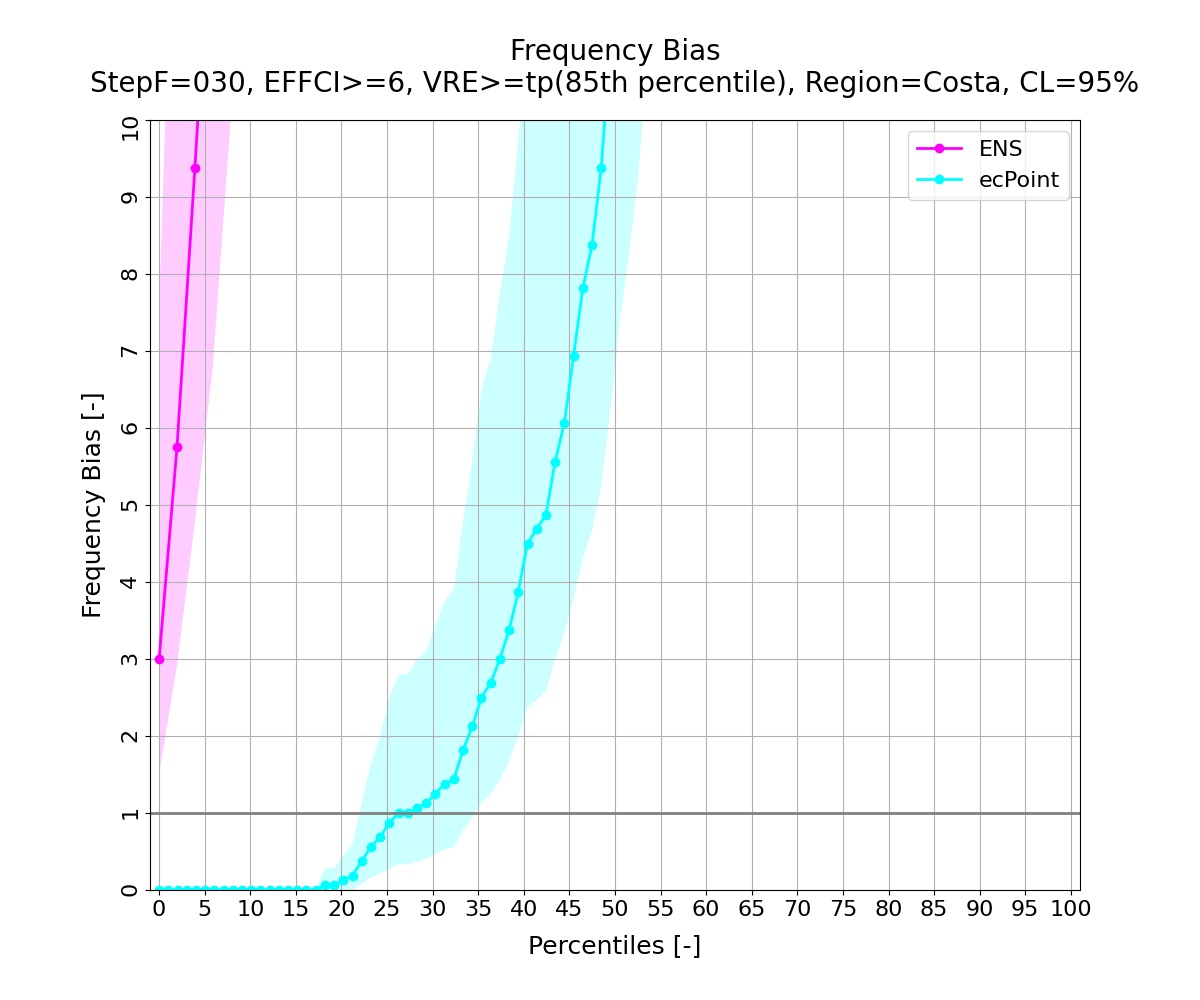 Frequency Bias
StepF=030, EFFCI>=6, VRE>=tp(85th percentile), Region=Costa, CL=95%
ENS
ecPoint
Frequency Bias [-]
10
9
8
7
6
5
4
3
2
1
0
0 5 10 15 20 25 30 35 40 45 50 55 60 65 70 75 80 85 90 95 100
Percentiles [-]